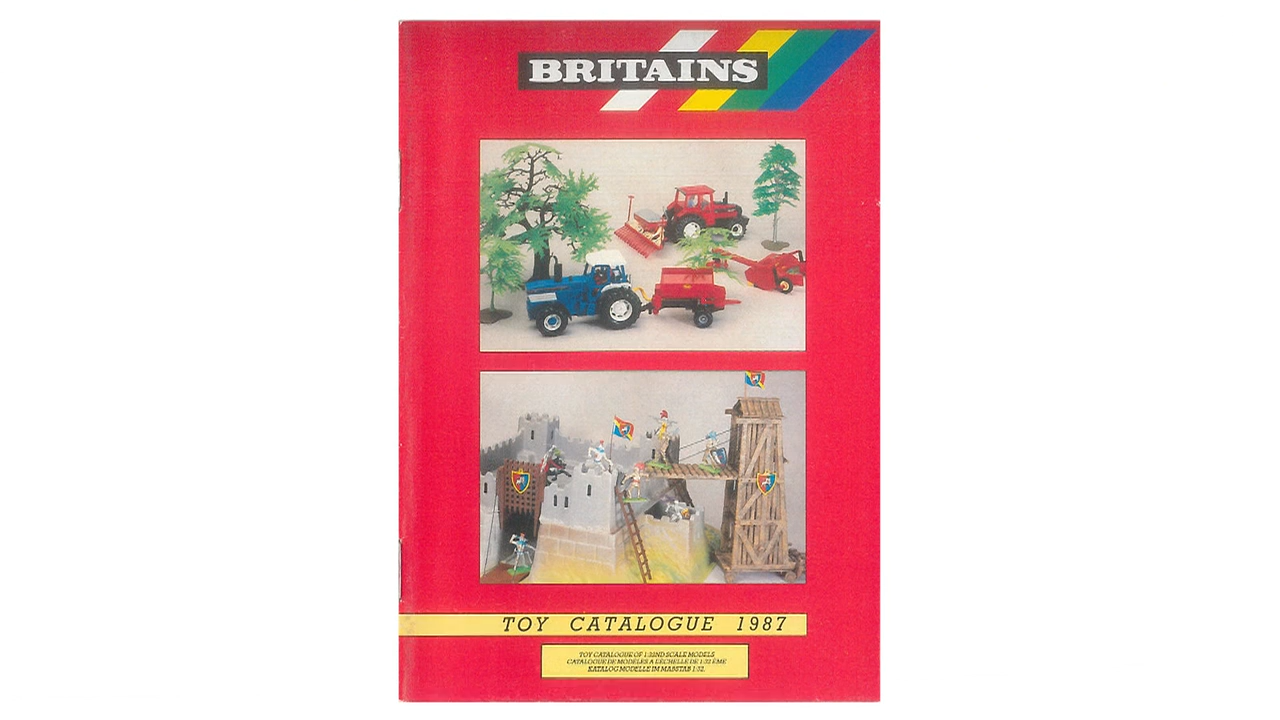 BRITAINS
TOY CATALOGUE 1987
TOY CATALOGUE OF 1:32ND SCALE MODELS
CATALOGUE DE MODELES A L'ECHELLE DE 1:32 ÈME
KATALOG MODELLE IM MASSTAB 1:32.